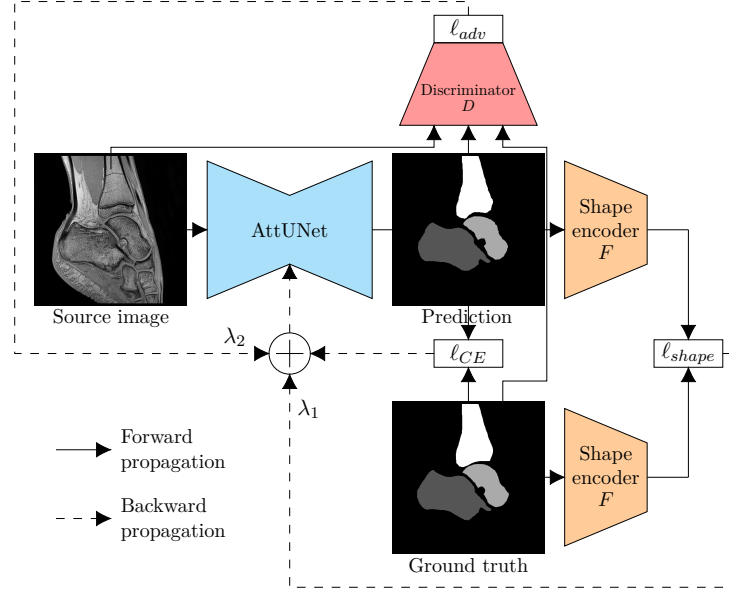 ℓ_adv
Discriminator
D
AttUNet
Shape
encoder
F
Source image
Prediction
λ₂
ℓ_CE
ℓ_shape
λ₁
Forward
propagation
Shape
encoder
F
Backward
propagation
Ground truth